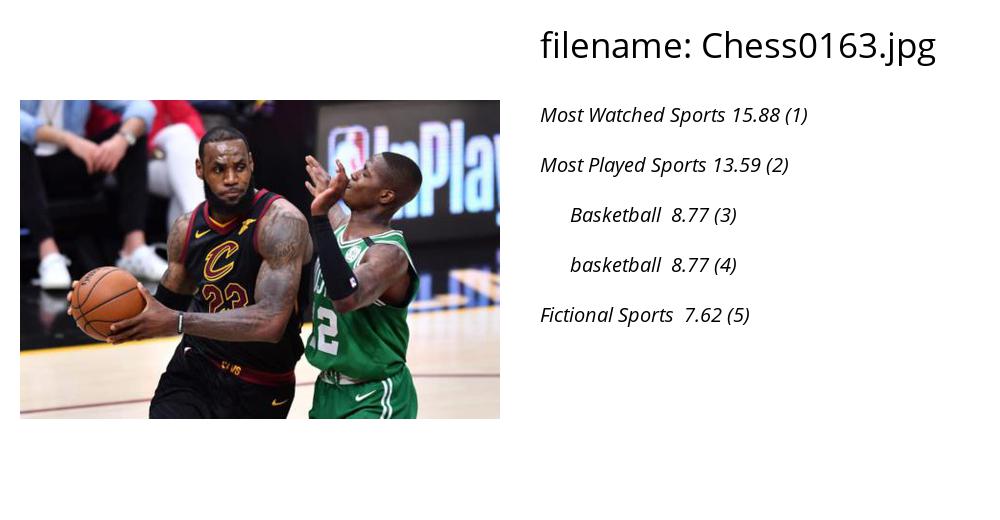 filename: Chess0163.jpg
Most Watched Sports 15.88 (1)
Most Played Sports 13.59 (2)
Basketball 8.77 (3)
basketball 8.77 (4)
Fictional Sports 7.62 (5)
InPlay
C
23
12